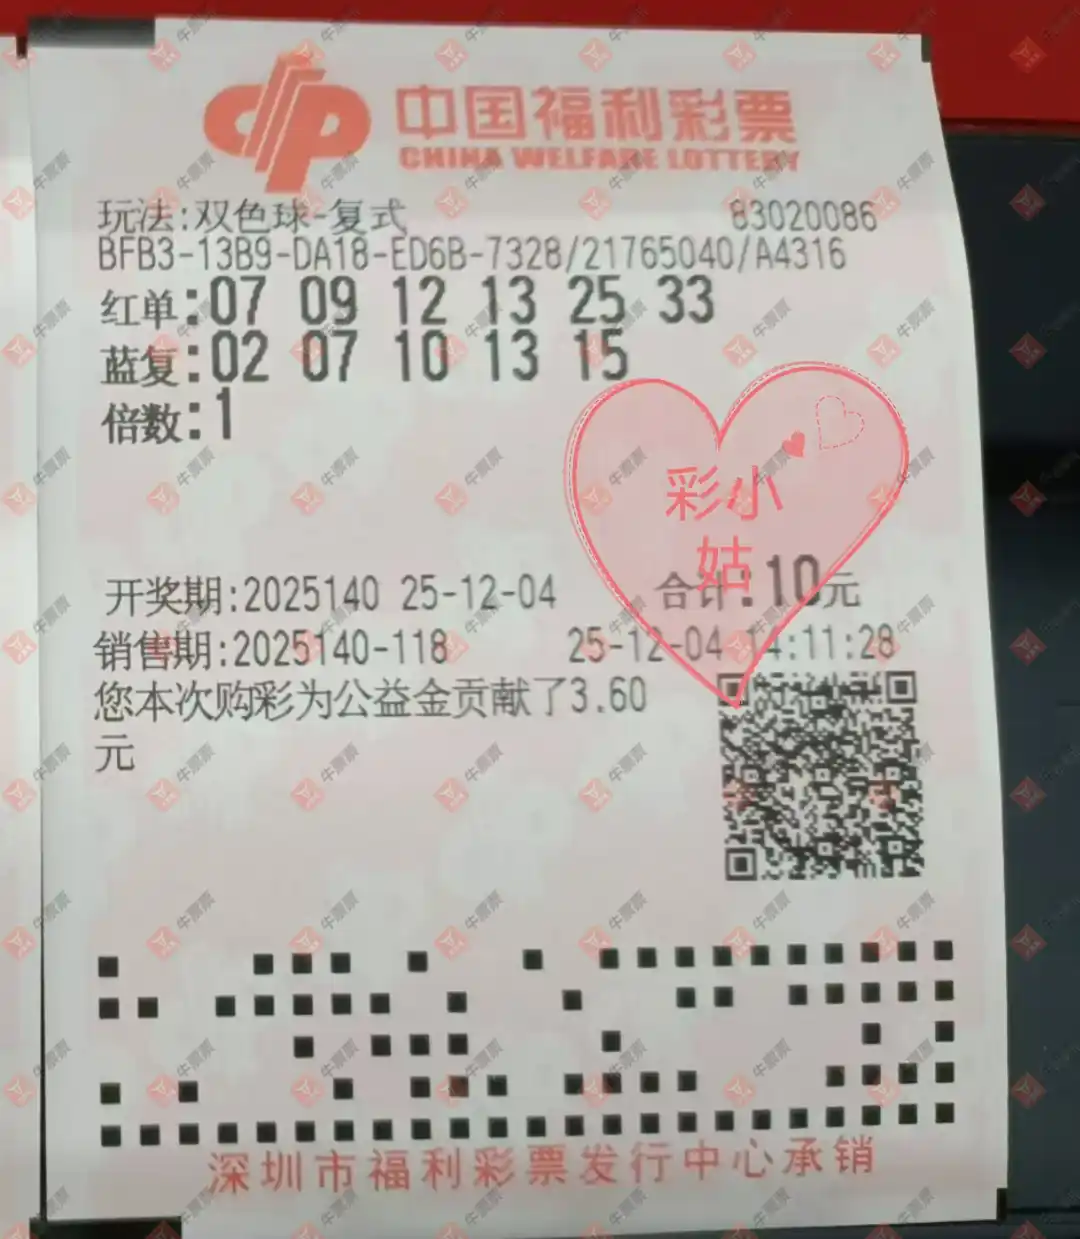 中国福利彩票
CHINA WELFARE LOTTERY
玩法:双色球-复式 83020086
BFB3-13B9-DA18-ED6B-7328/21765040/A4316
红单:07 09 12 13 25 33
蓝复:02 07 10 13 15
倍数:1
彩小
姑
开奖期:2025140 25-12-04 合计:10元
销售期:2025140-118 25-12-04 14:11:28
您本次购彩为公益金贡献了3.60
元
深圳市福利彩票发行中心承销
牛票票